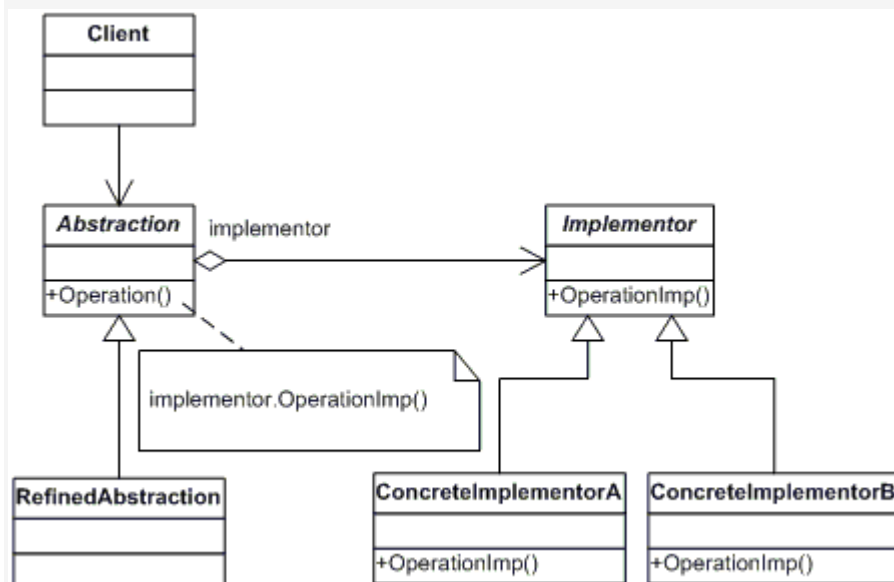 Client
Abstraction
implementor
Implementor
+Operation()
+OperationImp()
implementor.OperationImp()
RefinedAbstraction
ConcreteImplementorA
ConcreteImplementorB
+OperationImp()
+OperationImp()